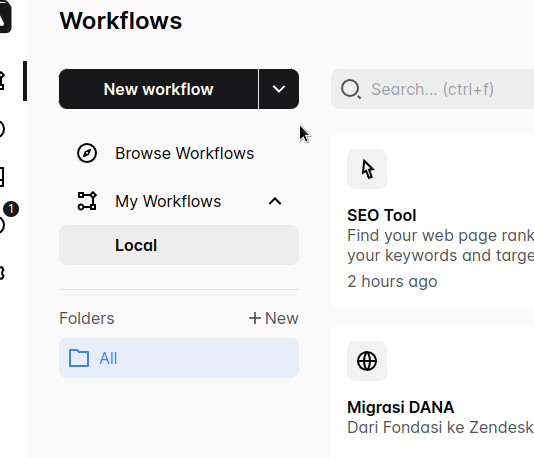 Workflows
New workflow
Search... (ctrl+f)
Browse Workflows
My Workflows
Local
1
SEO Tool
Find your web page rank
your keywords and targe
2 hours ago
Folders
New
All
Migrasi DANA
Dari Fondasi ke Zendesk